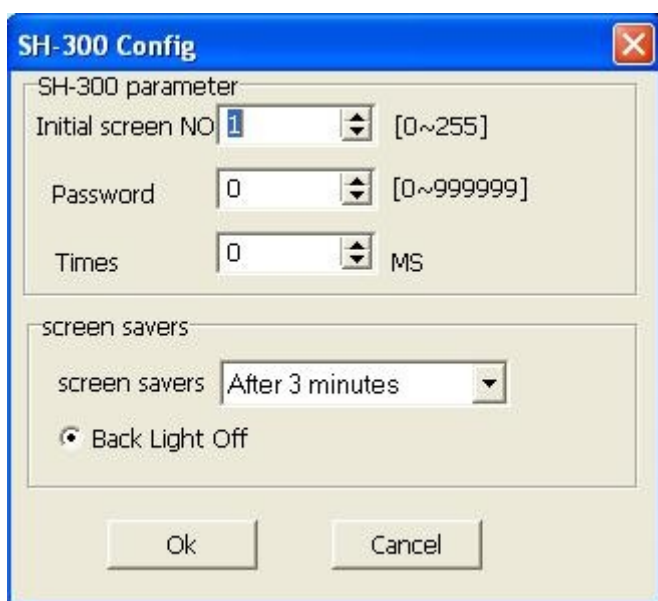 SH-300 Config
SH-300 parameter
Initial screen NO 1 [0~255]
Password 0 [0~999999]
Times 0 MS
screen savers
screen savers After 3 minutes
Back Light Off
Ok Cancel